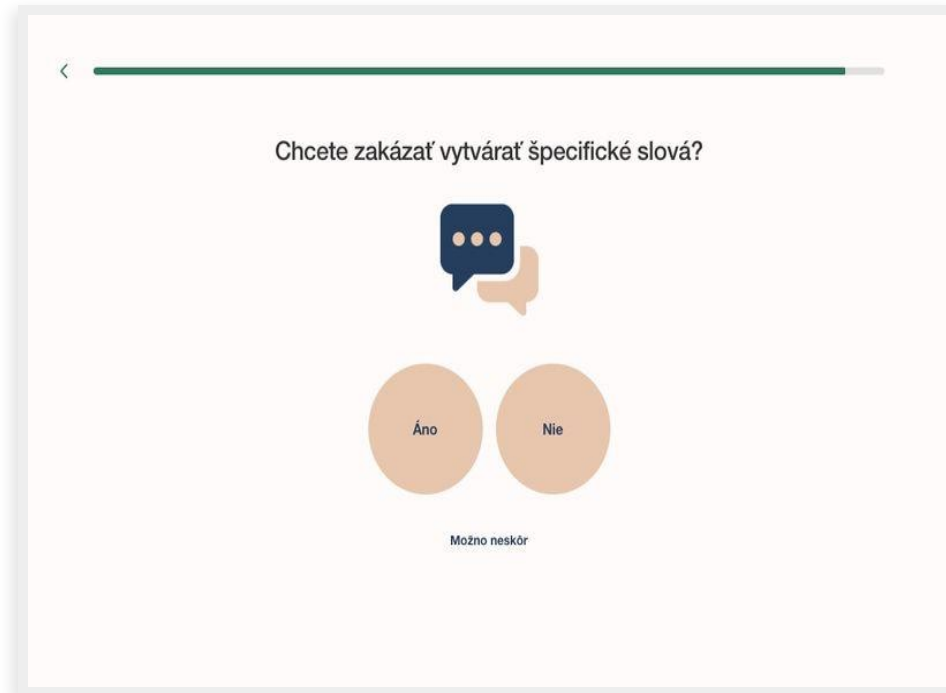 Chcete zakázať vytvárať špecifické slová?
Áno
Nie
Možno neskôr